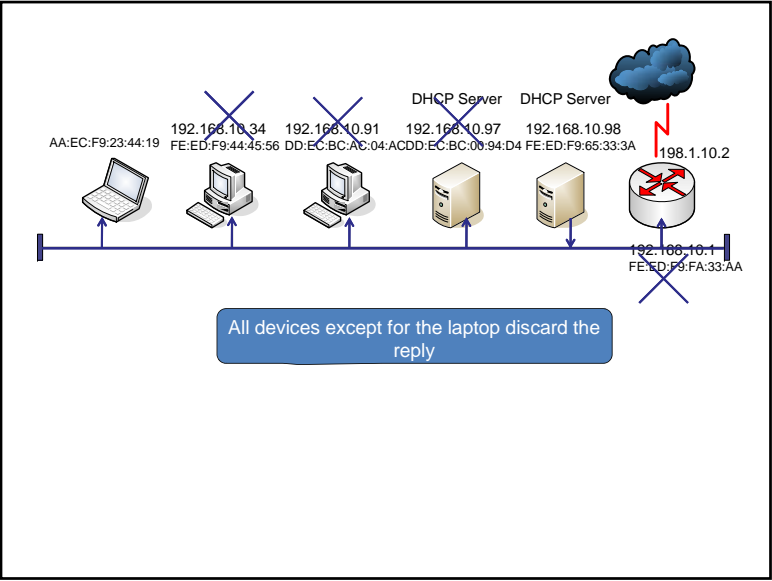 DHCP Server DHCP Server
192.168.10.34 192.168.10.91 192.168.10.97 192.168.10.98
AA:EC:F9:23:44:19 FE:ED:F9:44:45:56 DD:EC:BC:AC:04:AC DD:EC:BC:00:94:D4 FE:ED:F9:65:33:3A
198.1.10.2
192.168.10.1
FE:ED:F9:FA:33:AA
All devices except for the laptop discard the
reply